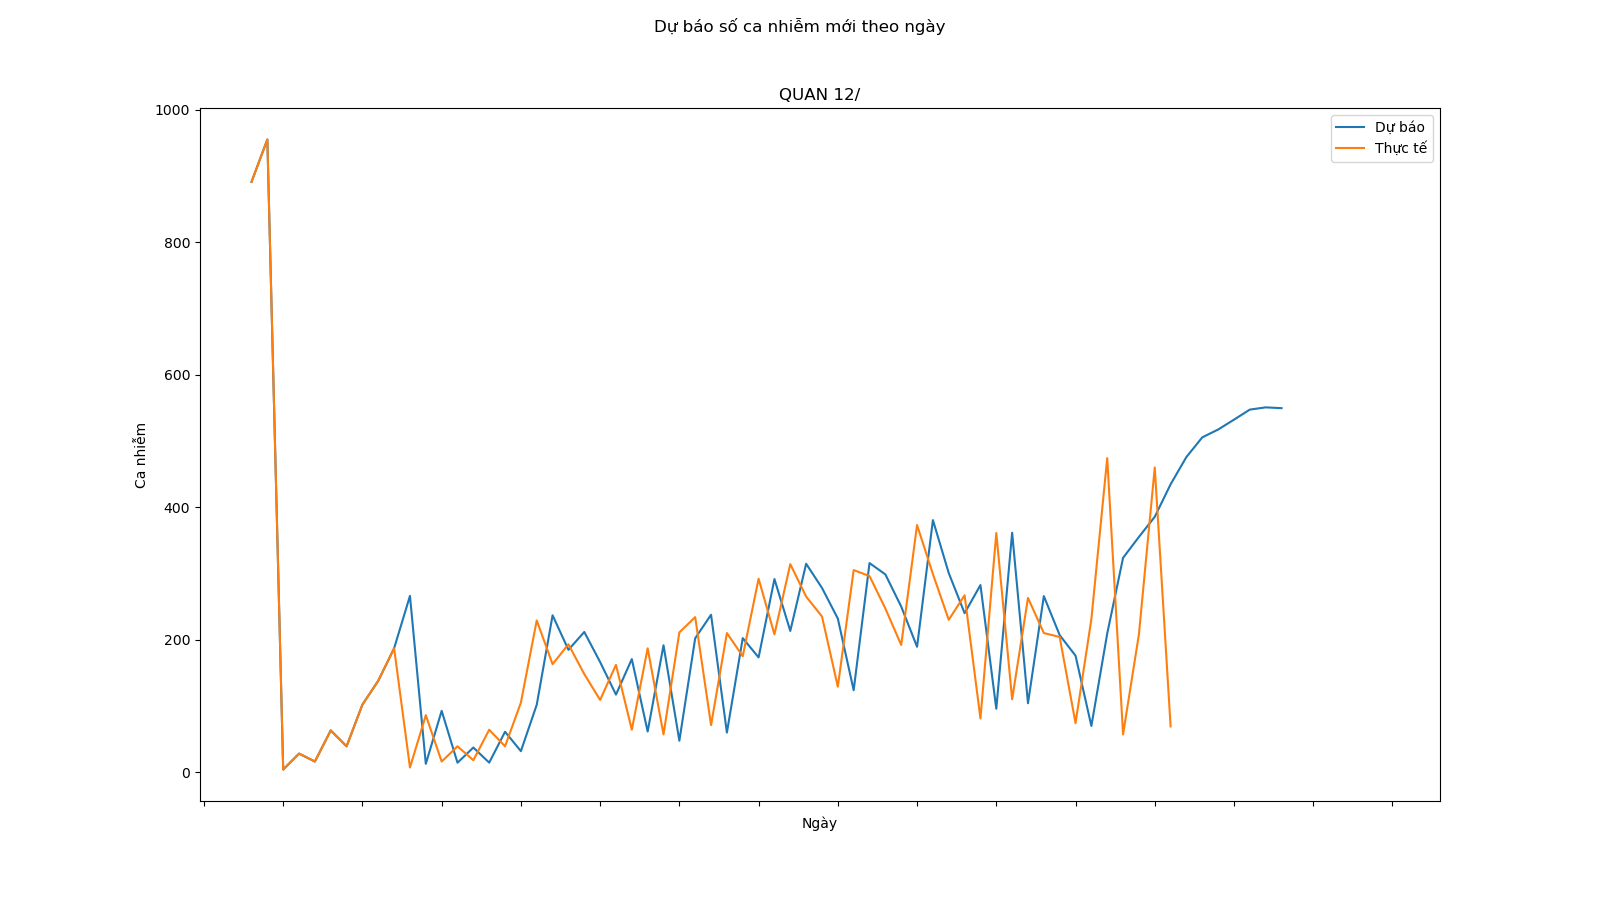 Dự báo số ca nhiễm mới theo ngày
QUAN 12/
1000
800
600
400
200
0
Ca nhiễm
Ngày
Dự báo
Thực tế